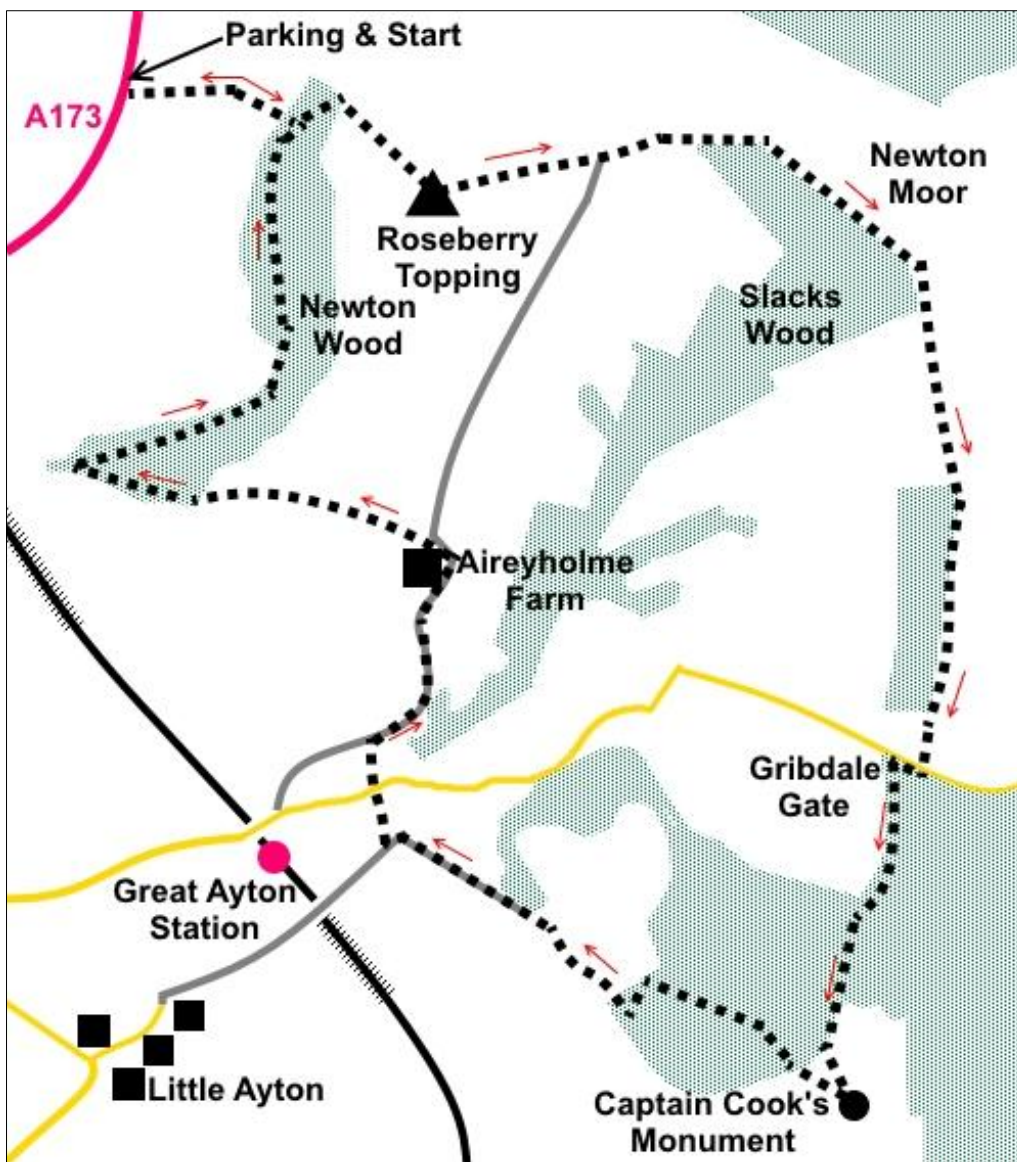 Parking & Start
A173
Newton
Moor
Roseberry
Topping
Slacks
Wood
Newton
Wood
Aireyholme
Farm
Gribdale
Gate
Great Ayton
Station
Little Ayton
Captain Cook's
Monument